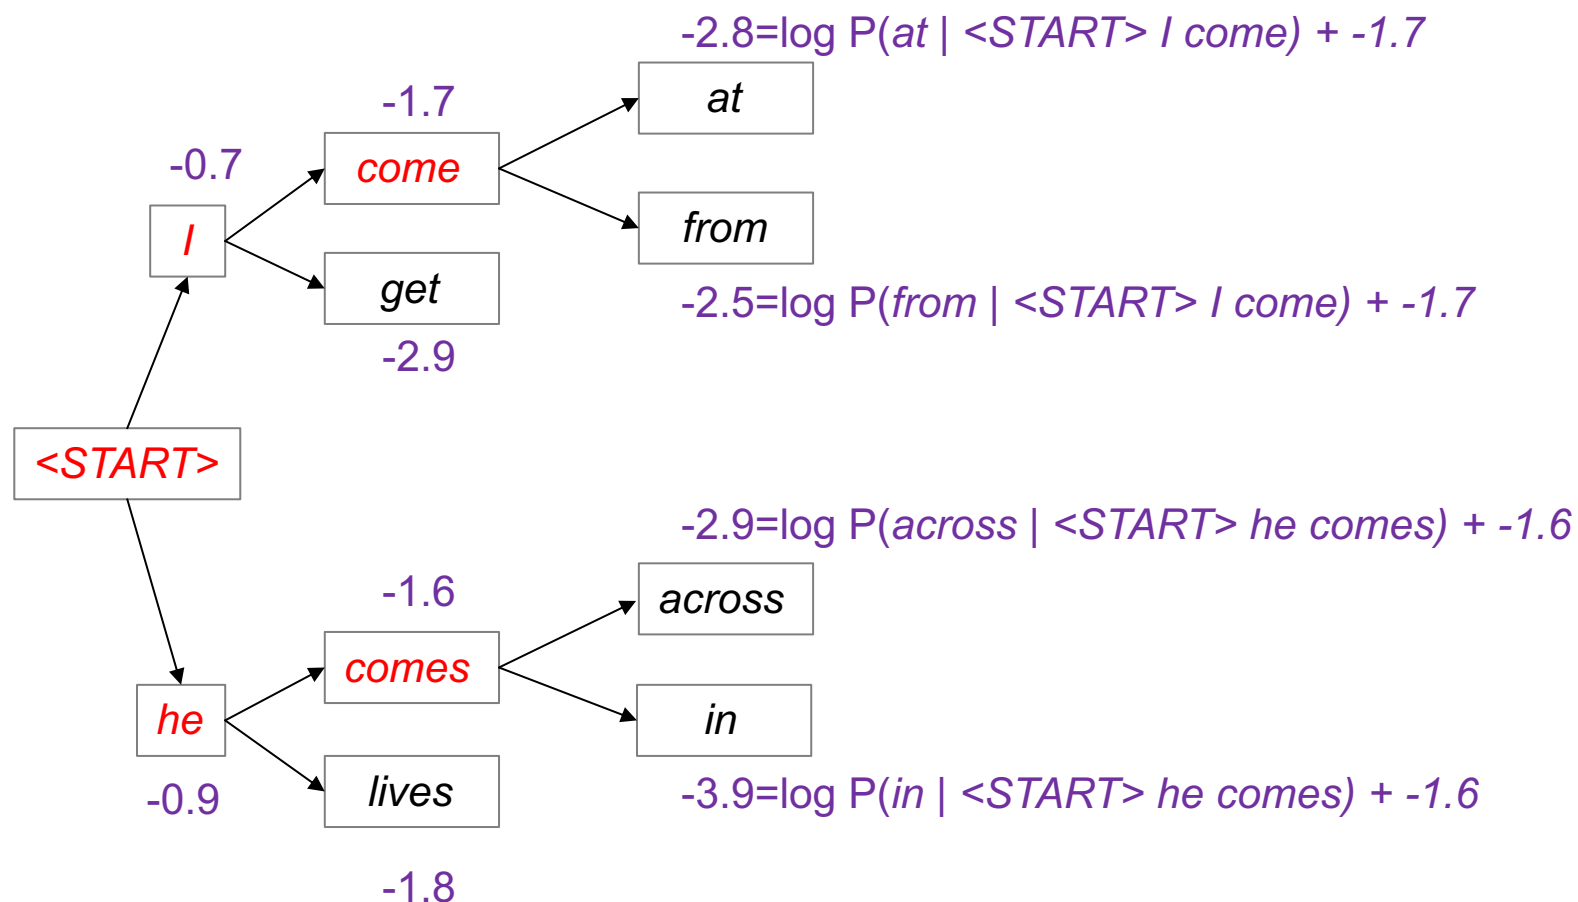 -2.8=log P(at | <START> I come) + -1.7
at
-1.7
come
-0.7
I
from
get
-2.5=log P(from | <START> I come) + -1.7
-2.9
<START>
-2.9=log P(across | <START> he comes) + -1.6
-1.6
across
comes
he
in
lives
-0.9
-3.9=log P(in | <START> he comes) + -1.6
-1.8